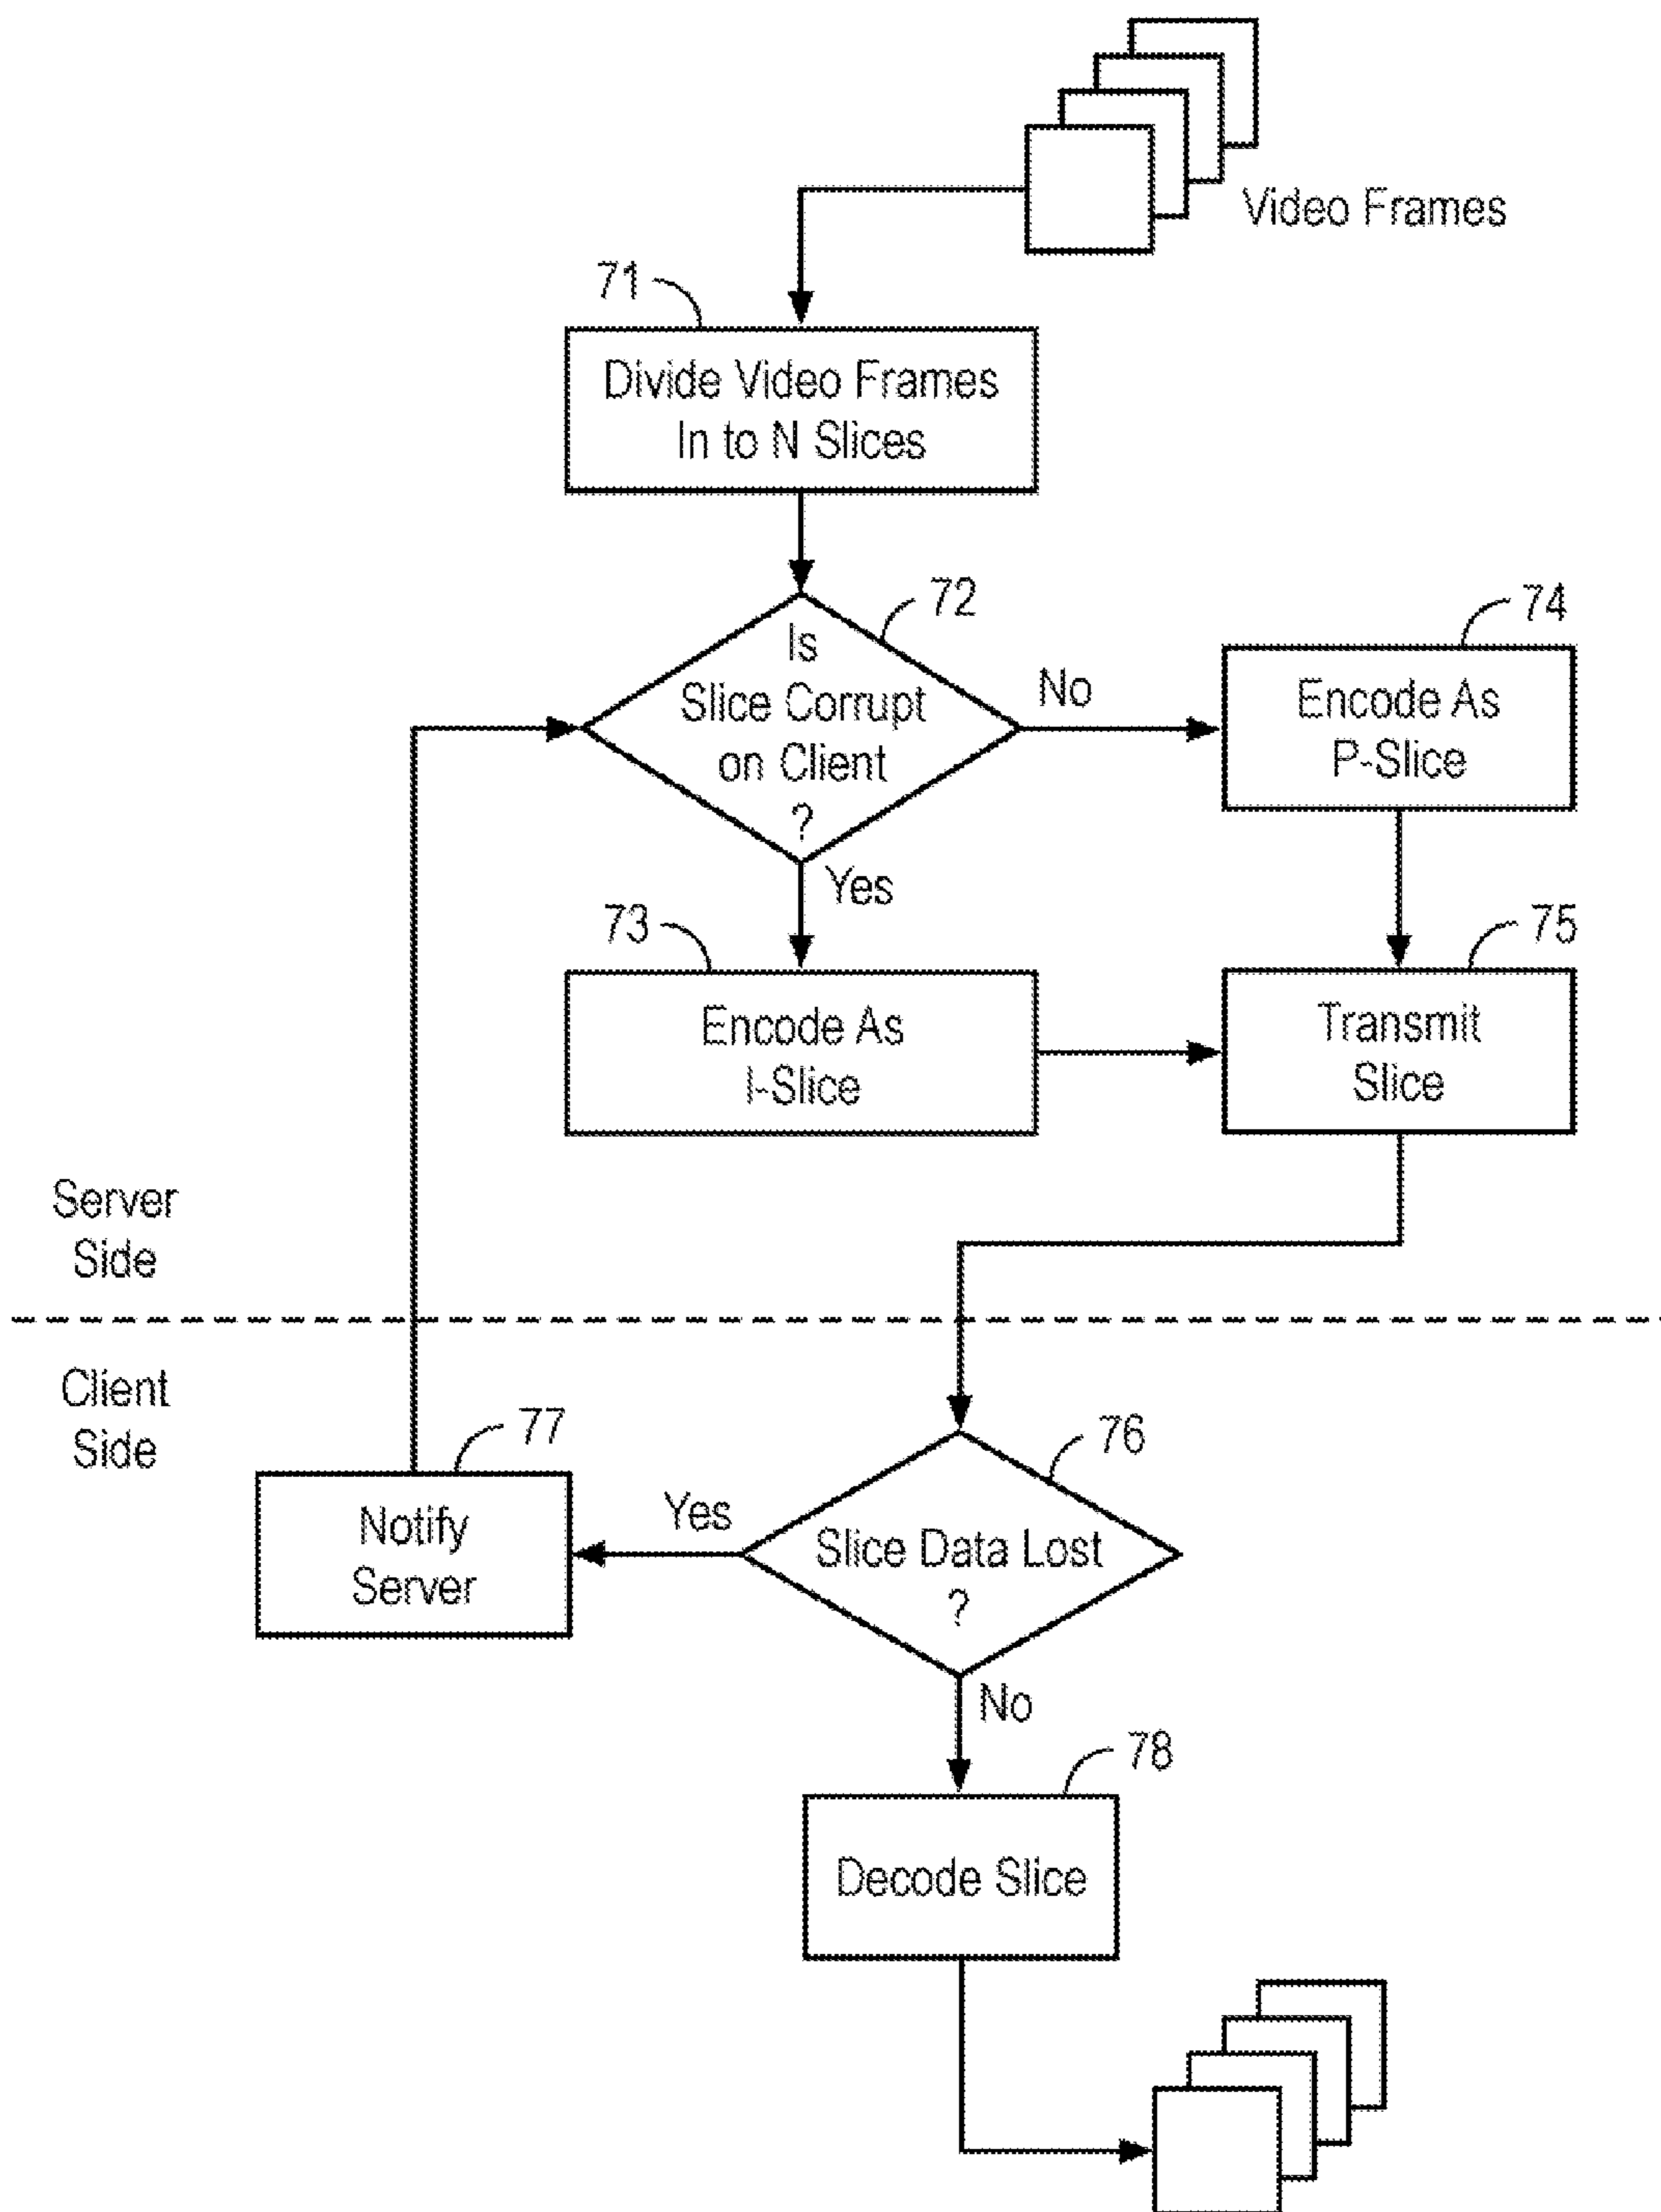 Video Frames
71
Divide Video Frames
In to N Slices
72
Is
Slice Corrupt
on Client
?
No
74
Encode As
P-Slice
Yes
73
Encode As
I-Slice
75
Transmit
Slice
Server
Side
Client
Side
77
Notify
Server
Yes
76
Slice Data Lost
?
No
78
Decode Slice